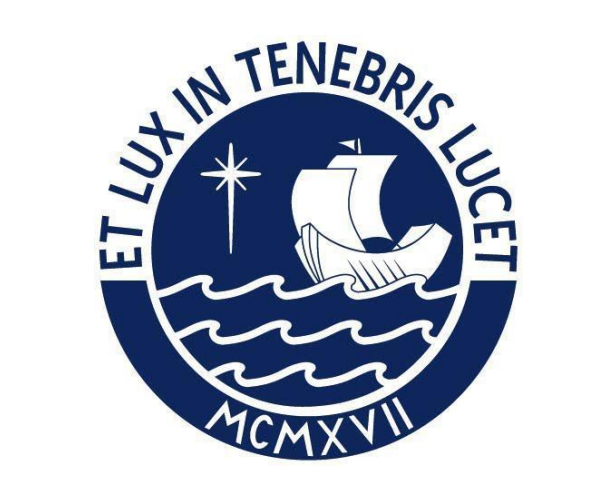 ET LUX IN TENEBRIS LUCET
MCMXVII